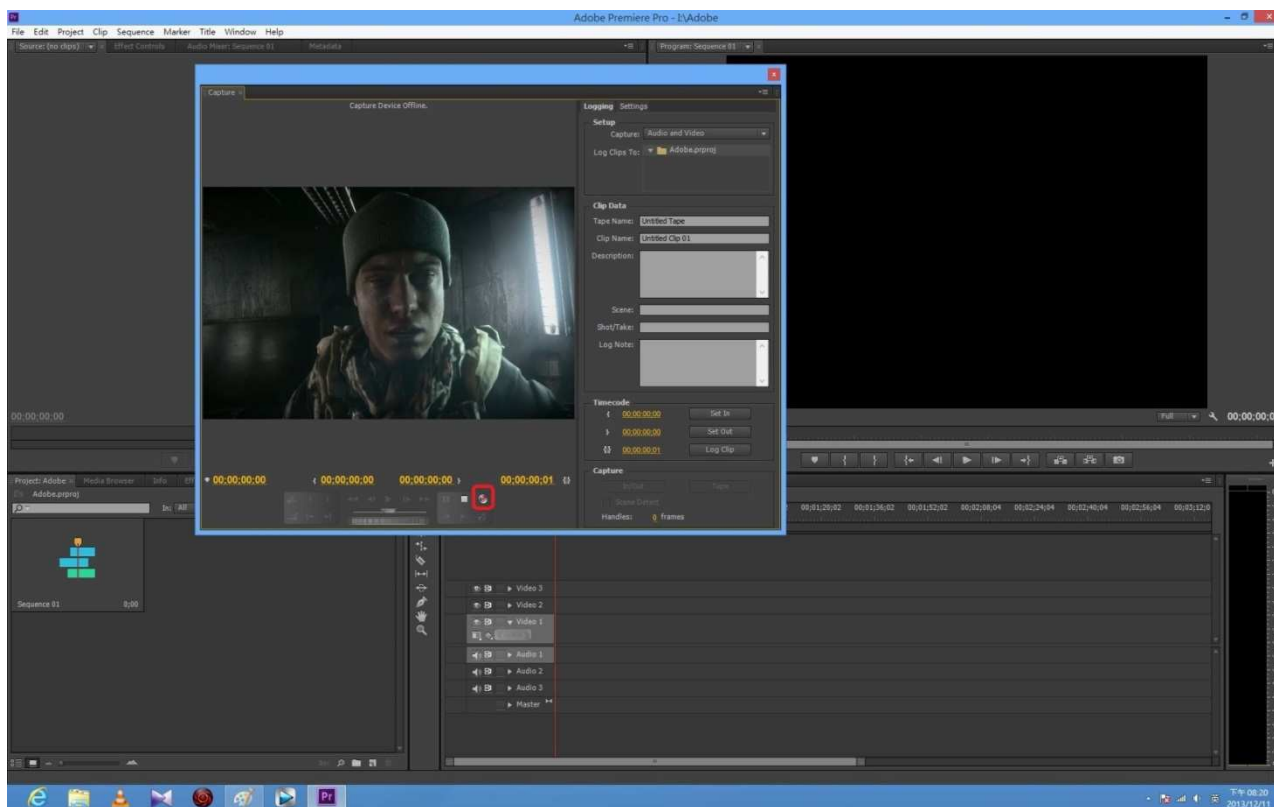 Adobe Premiere Pro - I:\Adobe
File Edit Project Clip Sequence Marker Title Window Help
Source: (no clips) Effect Controls Audio Mixer: Sequence 01 Metadata
Program: Sequence 01
Capture
Capture Device Offline.
Logging Settings
Setup
Capture: Audio and Video
Log Clips To: Adobe.prproj
Clip Data
Tape Name: Untitled Tape
Clip Name: Untitled Clip 01
Description:
Scene:
Shot/Take:
Log Note:
Timecode
00;00;00;00 Set In
00;00;00;00 Set Out
00;00;00;01 Log Clip
Capture
In/Out Tape
Scene Detect
Handles: 0 frames
00;00;00;00 00;00;00;00 00;00;00;00 00;00;00;01
00;00;00;00
Full 00;00;00;0
Project: Adobe Media Browser Info Eff
Adobe.prproj
In: All
Sequence 01 0;00
00;01;20;02 00;01;36;02 00;01;52;02 00;02;08;04 00;02;24;04 00;02;40;04 00;02;56;04 00;03;12;0
Video 3
Video 2
Video 1
Audio 1
Audio 2
Audio 3
Master
Pr
英
下午 08:20